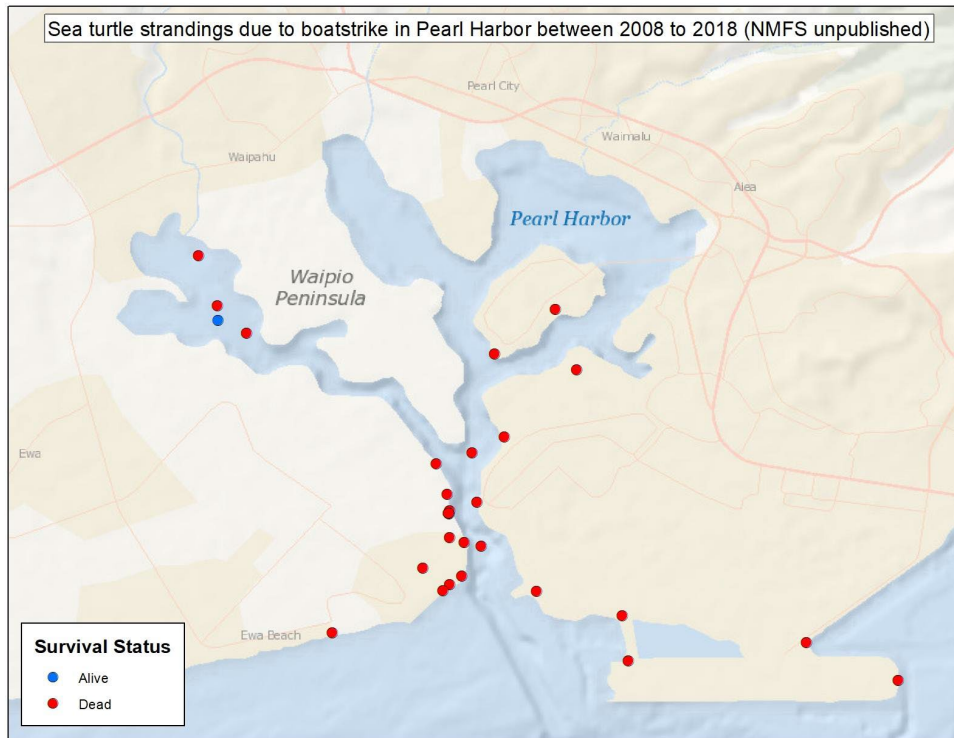 Sea turtle strandings due to boatstrike in Pearl Harbor between 2008 to 2018 (NMFS unpublished)
Pearl City
Waimalu
Waipahu
Aiea
Pearl Harbor
Waipio
Peninsula
Ewa
Ewa Beach
Survival Status
Alive
Dead